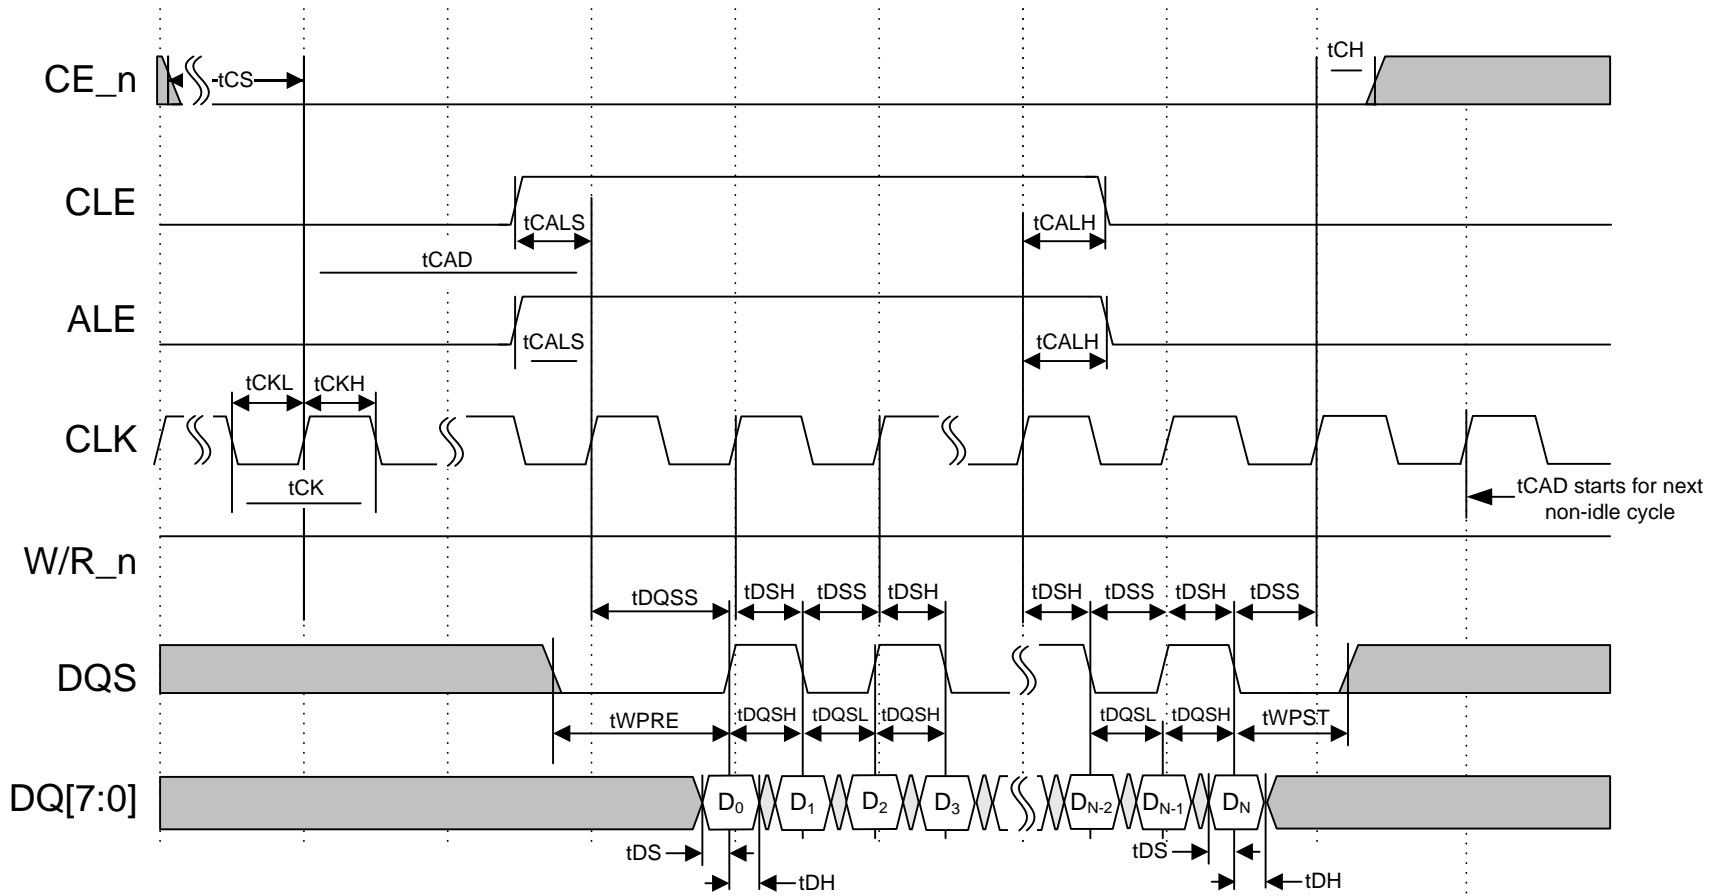 tCH
CE_n
tCS
CLE
tCALS
tCALH
tCAD
ALE
tCALS
tCALH
tCKL
tCKH
CLK
tCK
tCAD starts for next
non-idle cycle
W/R_n
tDQSS
tDSH
tDSS
tDSH
tDSH
tDSS
tDSH
tDSS
DQS
tWPRE
tDQSH
tDQSL
tDQSH
tDQSL
tDQSH
tWPST
DQ[7:0]
D0
D1
D2
D3
DN-2
DN-1
DN
tDS
tDS
tDH
tDH